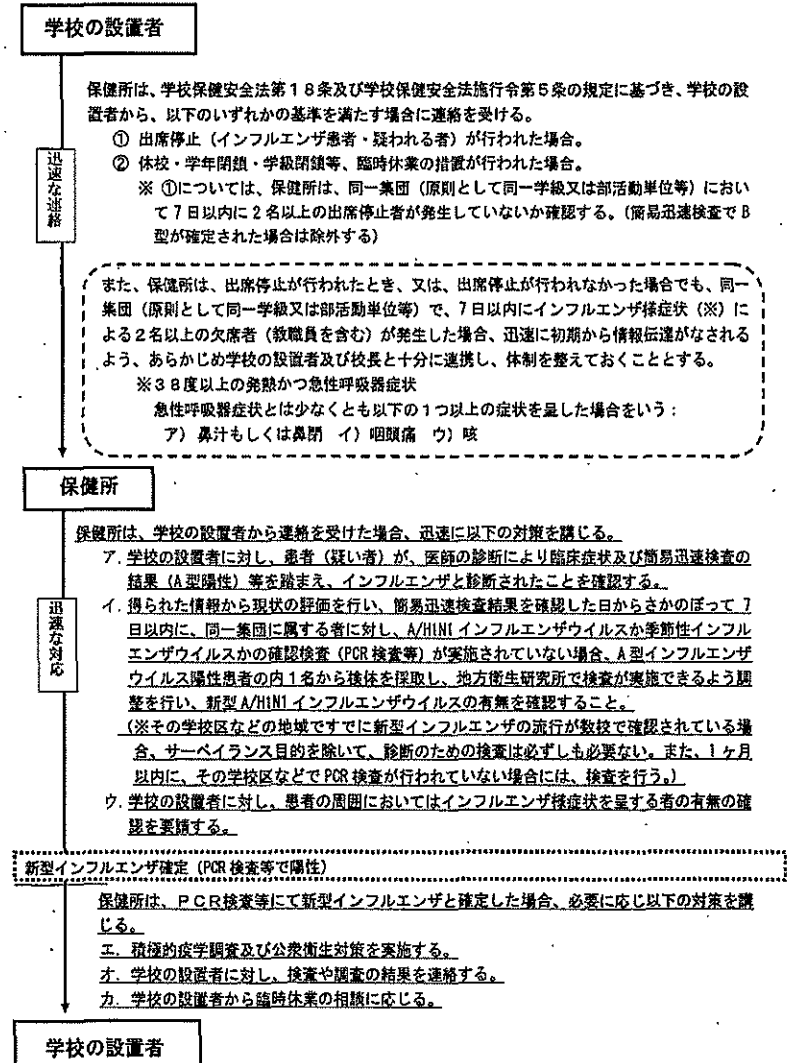 学校の設置者
保健所は、学校保健安全法第18条及び学校保健安全法施行令第5条の規定に基づき、学校の設
置者から、以下のいずれかの基準を満たす場合に連絡を受ける。
① 出席停止（インフルエンザ患者・疑われる者）が行われた場合。
② 休校・学年閉鎖・学級閉鎖等、臨時休業の措置が行われた場合。
※ ①については、保健所は、同一集団（原則として同一学級又は部活動単位等）におい
て7日以内に2名以上の出席停止者が発生していないか確認する。（簡易迅速検査でB
型が確定された場合は除外する）
迅速な連絡
また、保健所は、出席停止が行われたとき、又は、出席停止が行われなかった場合でも、同一
集団（原則として同一学級又は部活動単位等）で、7日以内にインフルエンザ様症状（※）に
よる2名以上の欠席者（教職員を含む）が発生した場合、迅速に初期から情報伝達がなされる
よう、あらかじめ学校の設置者及び校長と十分に連携し、体制を整えておくこととする。
※38度以上の発熱かつ急性呼吸器症状
急性呼吸器症状とは少なくとも以下の1つ以上の症状を呈した場合をいう：
ア）鼻汁もしくは鼻閉 イ）咽頭痛 ウ）咳
保健所
保健所は、学校の設置者から連絡を受けた場合、迅速に以下の対策を講じる。
ア．学校の設置者に対し、患者（疑い者）が、医師の診断により臨床症状及び簡易迅速検査の
結果（A型陽性）等を踏まえ、インフルエンザと診断されたことを確認する。
迅速な対応
イ．得られた情報から現状の評価を行い、簡易迅速検査結果を確認した日からさかのぼって7
日以内に、同一集団に属する者に対し、A/H1N1インフルエンザウイルスか季節性インフル
エンザウイルスかの確認検査（PCR検査等）が実施されていない場合、A型インフルエンザ
ウイルス陽性患者の内1名から検体を採取し、地方衛生研究所で検査が実施できるよう調
整を行い、新型A/H1N1インフルエンザウイルスの有無を確認すること。
（※その学校区などの地域ですでに新型インフルエンザの流行が数校で確認されている場
合、サーベイランス目的を除いて、診断のための検査は必ずしも必要ない。また、1ヶ月
以内に、その学校区などでPCR検査が行われていない場合には、検査を行う。）
ウ．学校の設置者に対し、患者の周囲においてはインフルエンザ様症状を呈する者の有無の確
認を要請する。
新型インフルエンザ確定（PCR検査等で陽性）
保健所は、PCR検査等にて新型インフルエンザと確定した場合、必要に応じ以下の対策を講
じる。
エ．積極的疫学調査及び公衆衛生対策を実施する。
オ．学校の設置者に対し、検査や調査の結果を連絡する。
カ．学校の設置者から臨時休業の相談に応じる。
学校の設置者